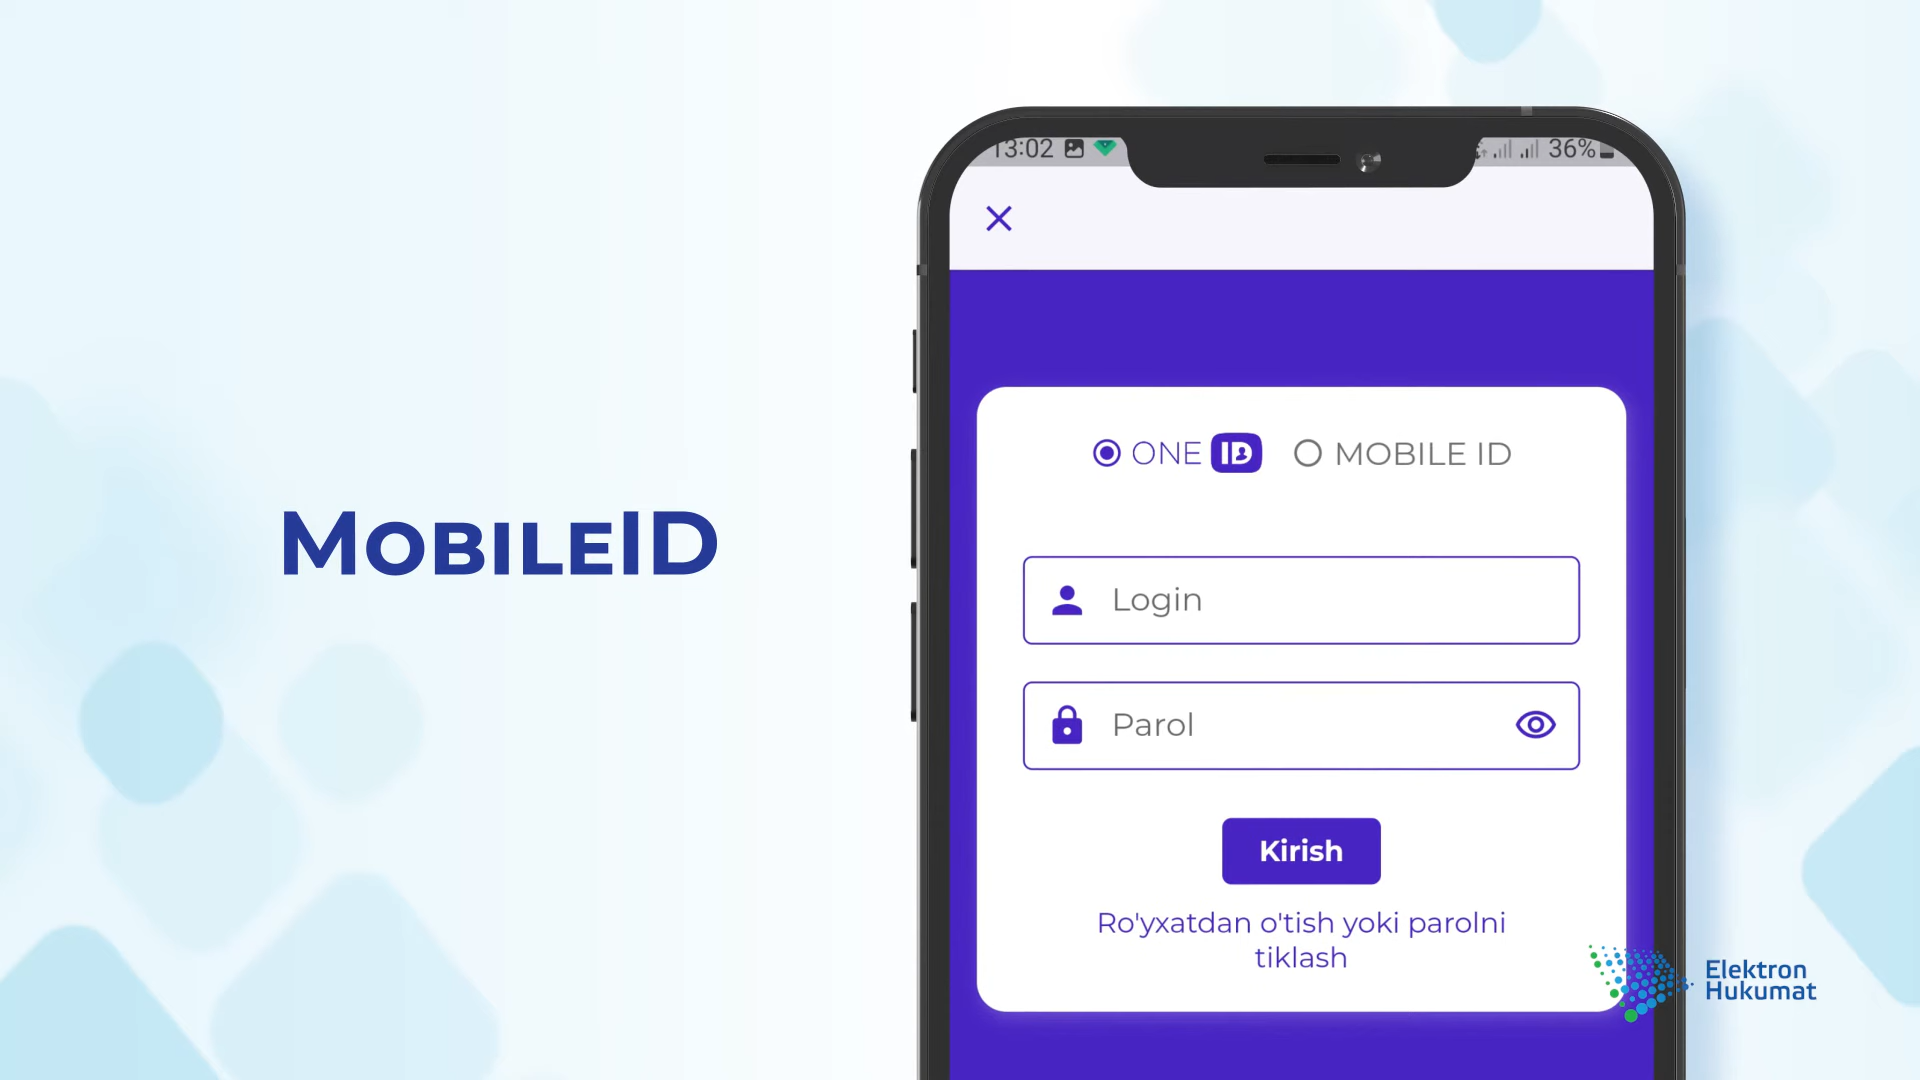 MOBILEID
13:02
36%
ONE ID
MOBILE ID
Login
Parol
Kirish
Ro'yxatdan o'tish yoki parolni
tiklash
Elektron
Hukumat